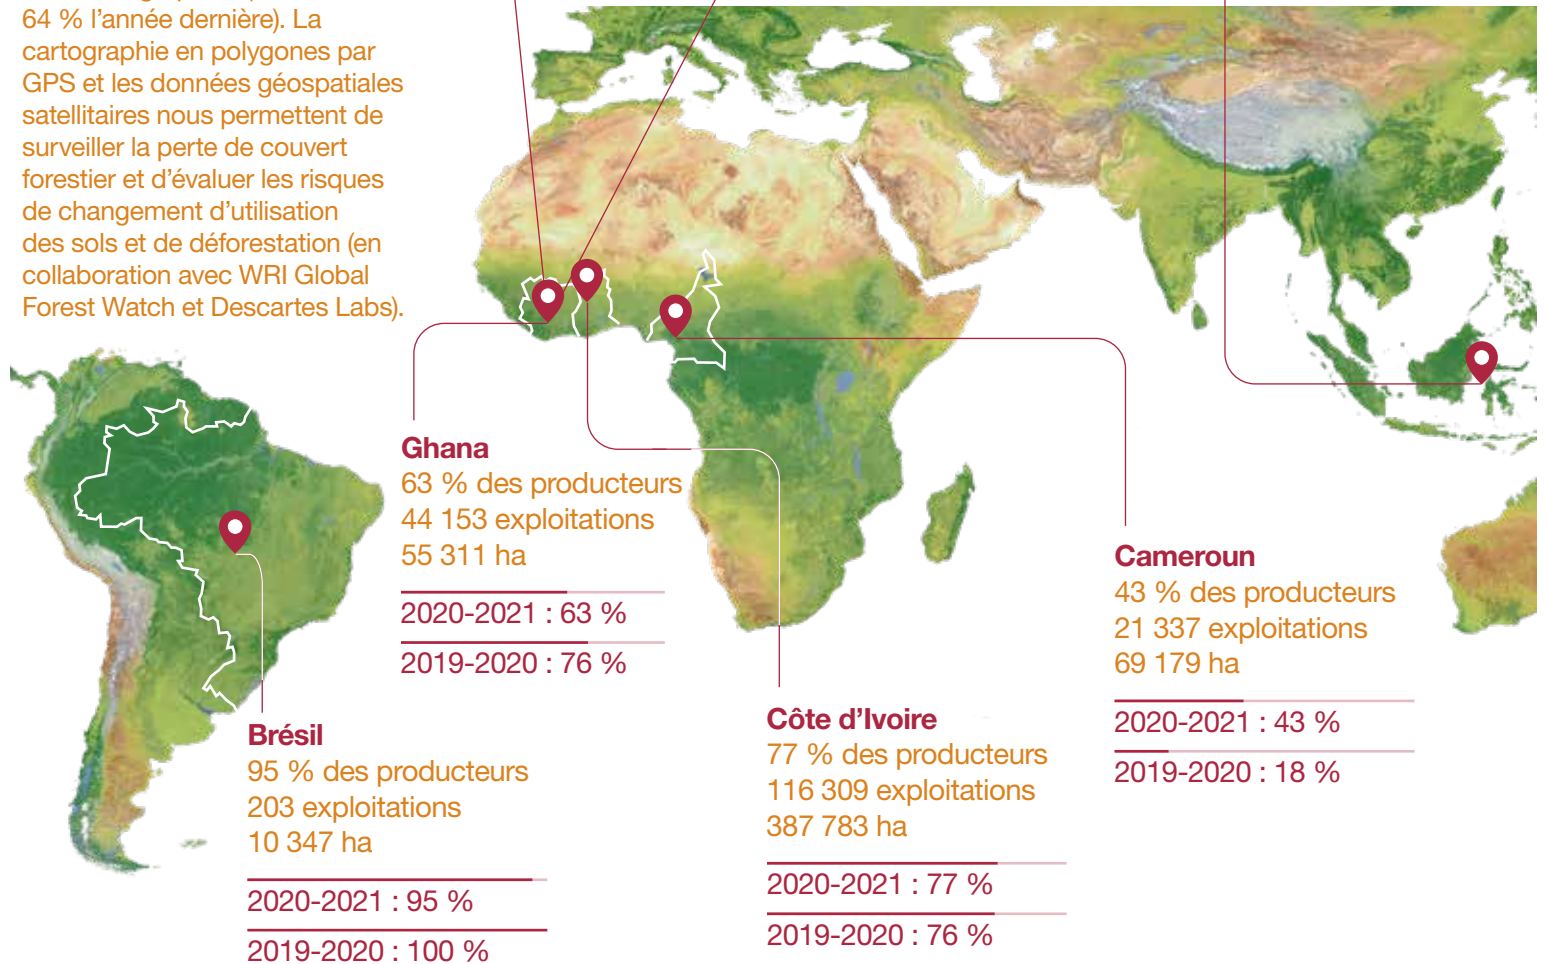 64 % l'année dernière). La
cartographie en polygones par
GPS et les données géospatiales
satellitaires nous permettent de
surveiller la perte de couvert
forestier et d'évaluer les risques
de changement d'utilisation
des sols et de déforestation (en
collaboration avec WRI Global
Forest Watch et Descartes Labs).
Ghana
63 % des producteurs
44 153 exploitations
55 311 ha
2020-2021 : 63 %
2019-2020 : 76 %
Brésil
95 % des producteurs
203 exploitations
10 347 ha
2020-2021 : 95 %
2019-2020 : 100 %
Côte d'Ivoire
77 % des producteurs
116 309 exploitations
387 783 ha
2020-2021 : 77 %
2019-2020 : 76 %
Cameroun
43 % des producteurs
21 337 exploitations
69 179 ha
2020-2021 : 43 %
2019-2020 : 18 %